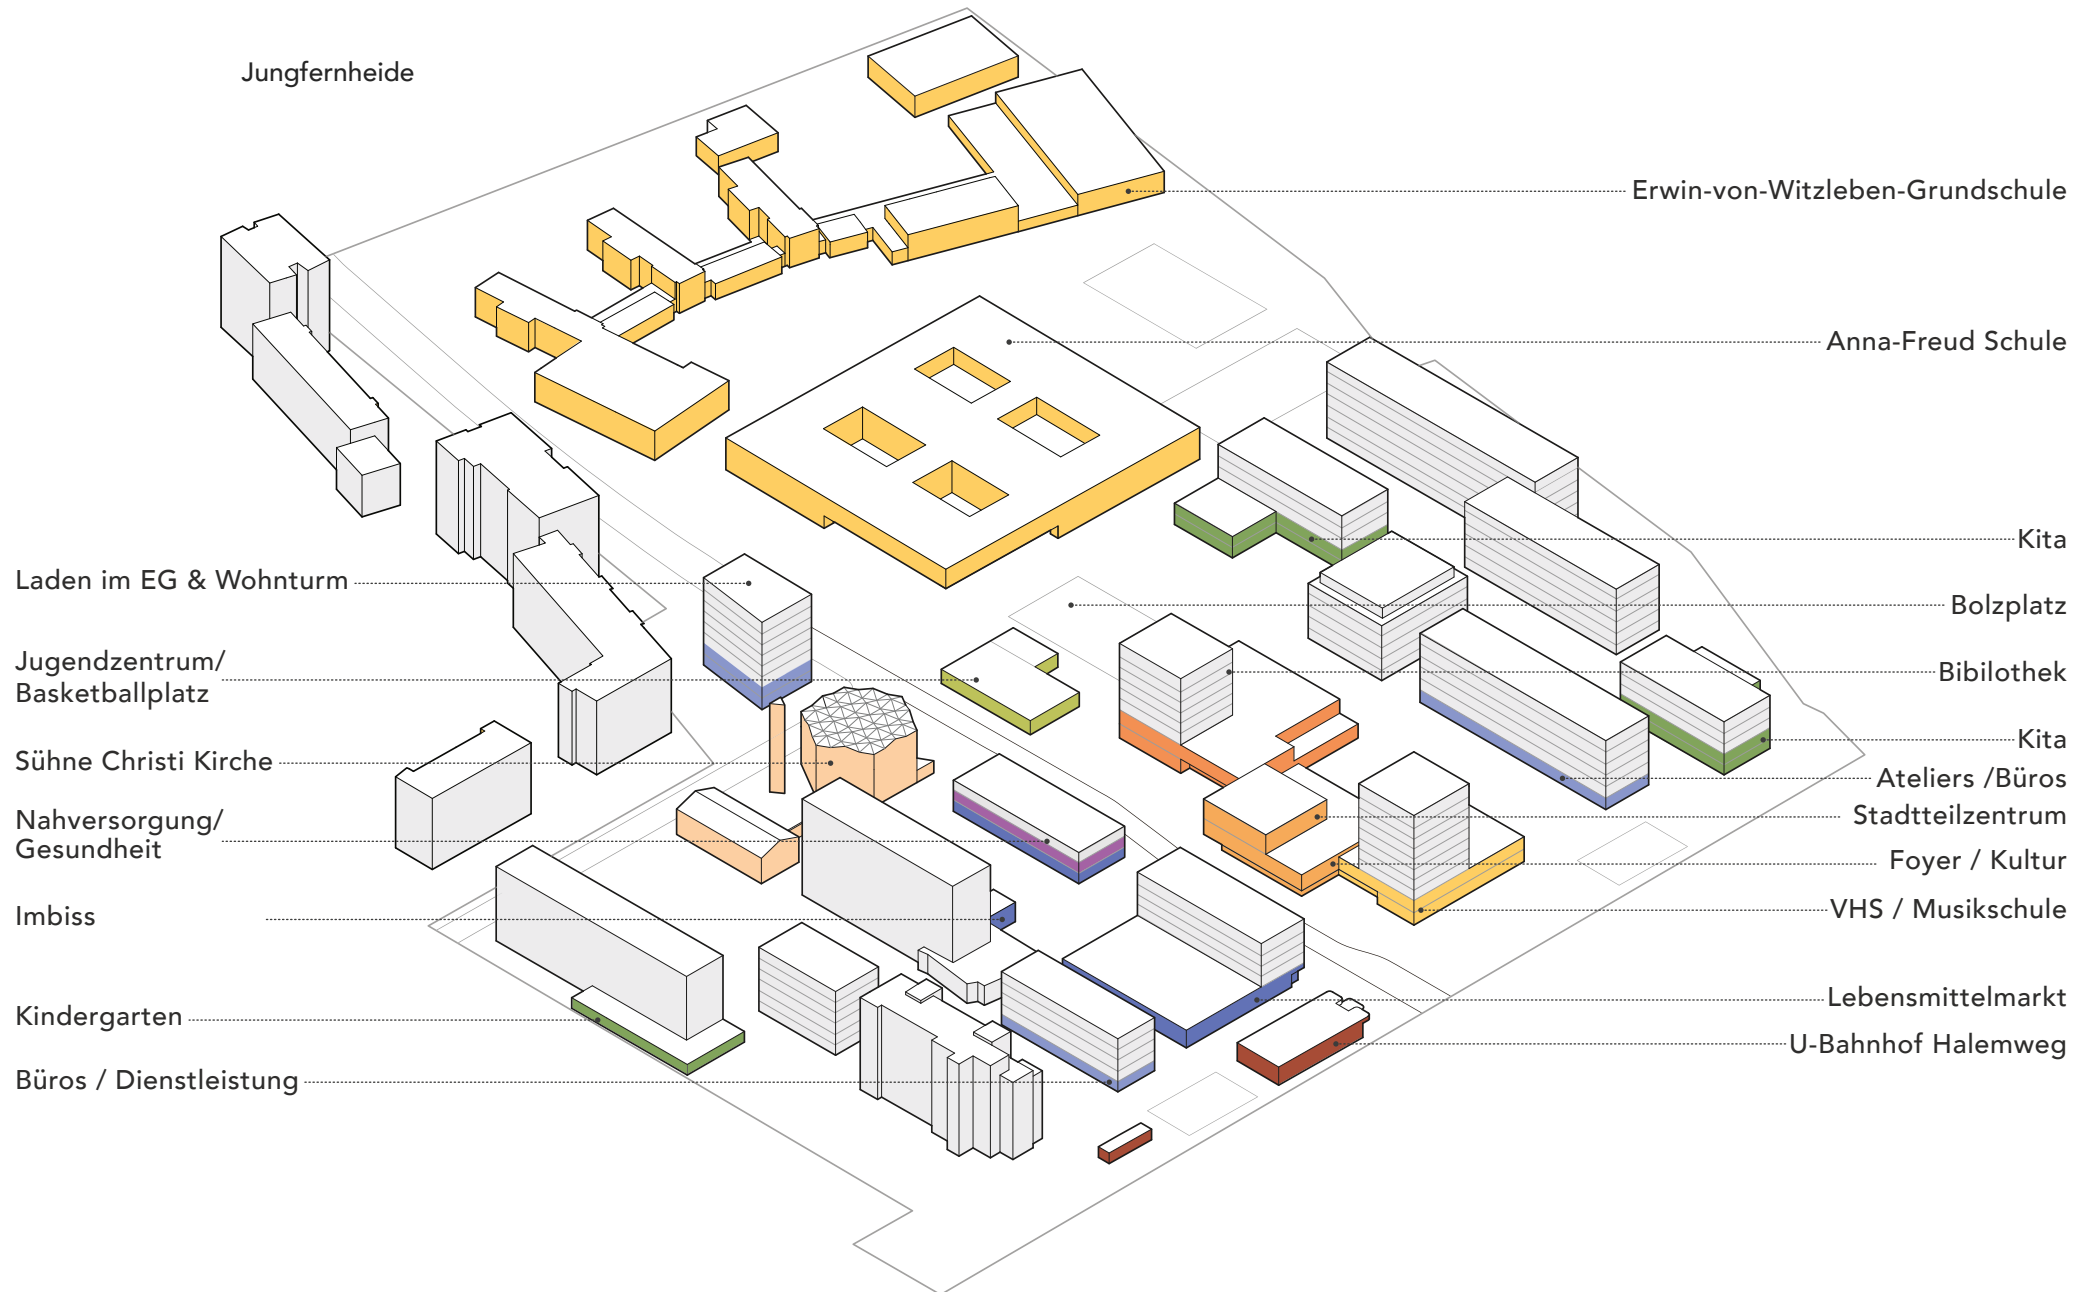 Jungfernheide
Erwin-von-Witzleben-Grundschule
Anna-Freud Schule
Kita
Laden im EG & Wohnturm
Bolzplatz
Jugendzentrum/
Basketballplatz
Bibilothek
Kita
Sühne Christi Kirche
Ateliers /Büros
Stadtteilzentrum
Nahversorgung/
Gesundheit
Foyer / Kultur
VHS / Musikschule
Imbiss
Lebensmittelmarkt
Kindergarten
U-Bahnhof Halemweg
Büros / Dienstleistung